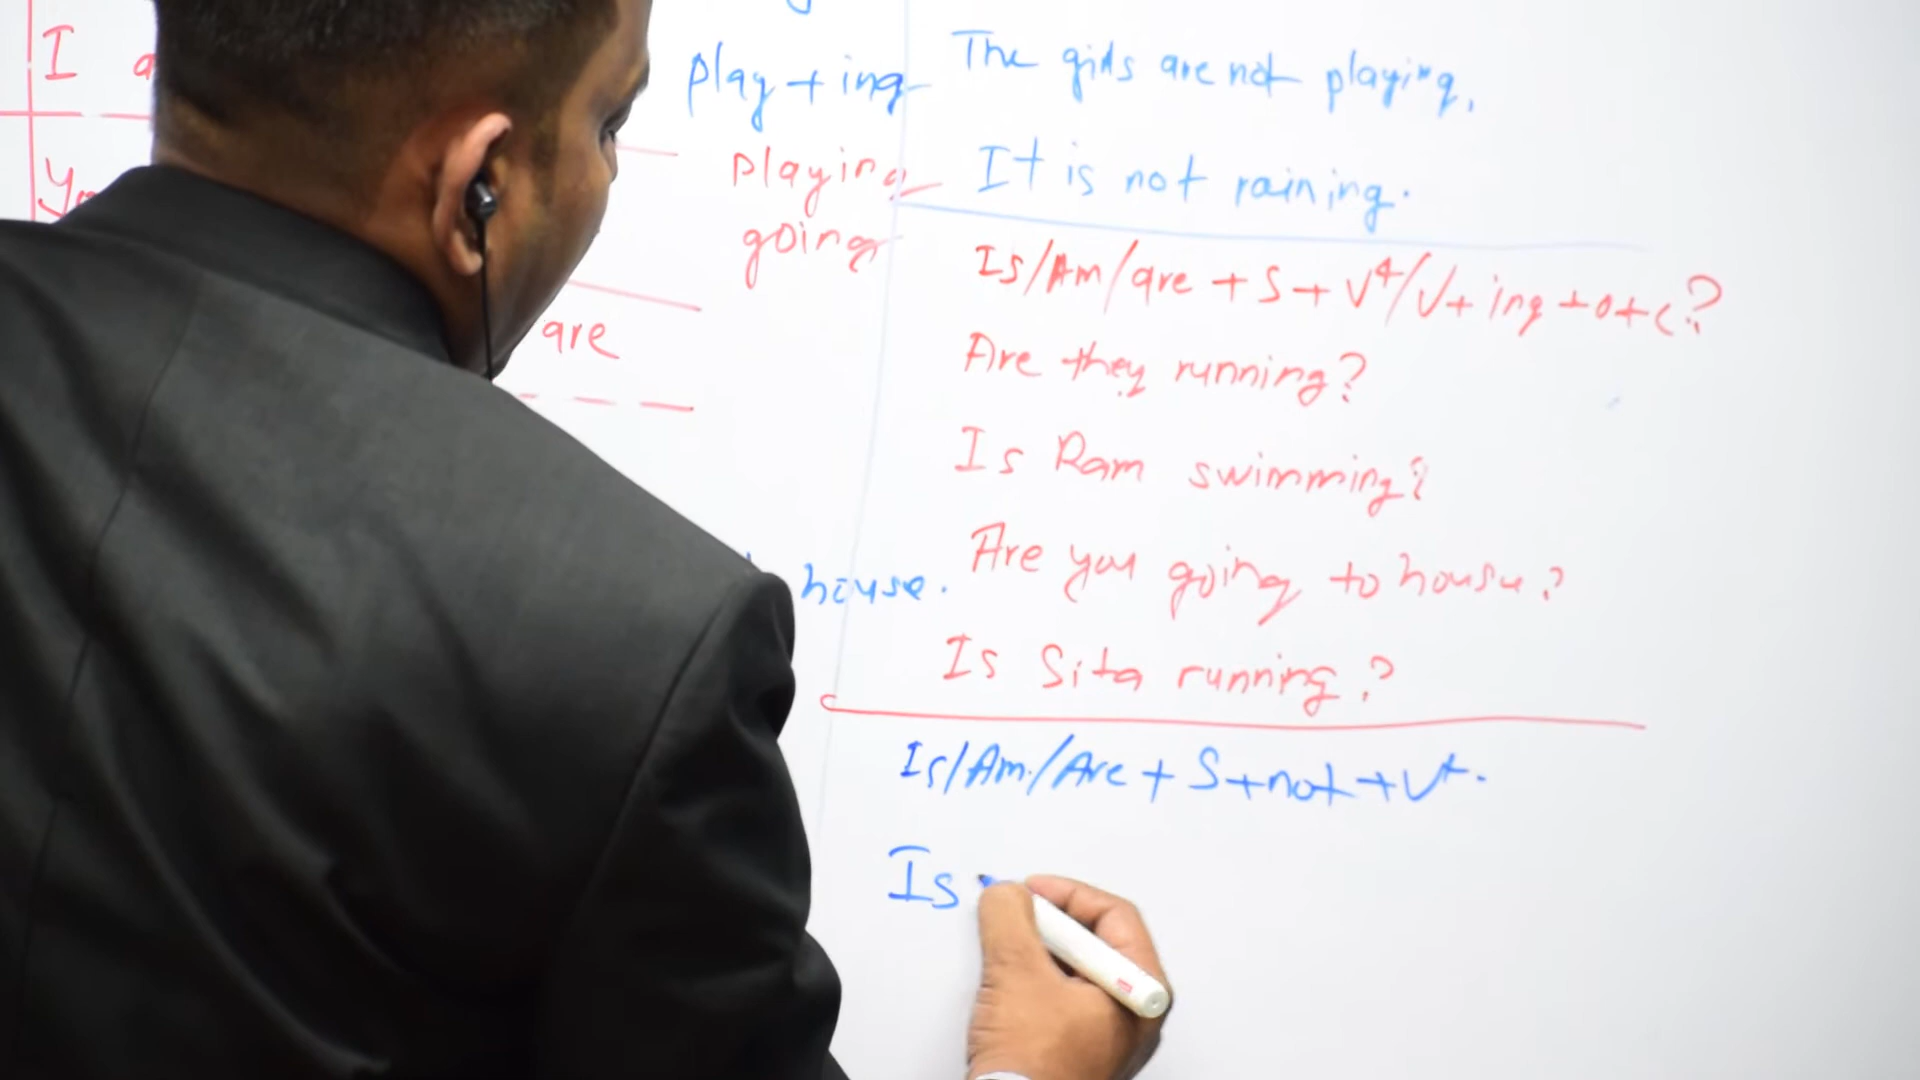 I
play + ing
playing
going
are
house.
The girls are not playing.
It is not raining.
Is/Am/are + S + V4/V+ing +o+c?
Are they running?
Is Ram swimming?
Are you going to house?
Is Sita running?
Is/Am/Are + S+not+V4.
Is